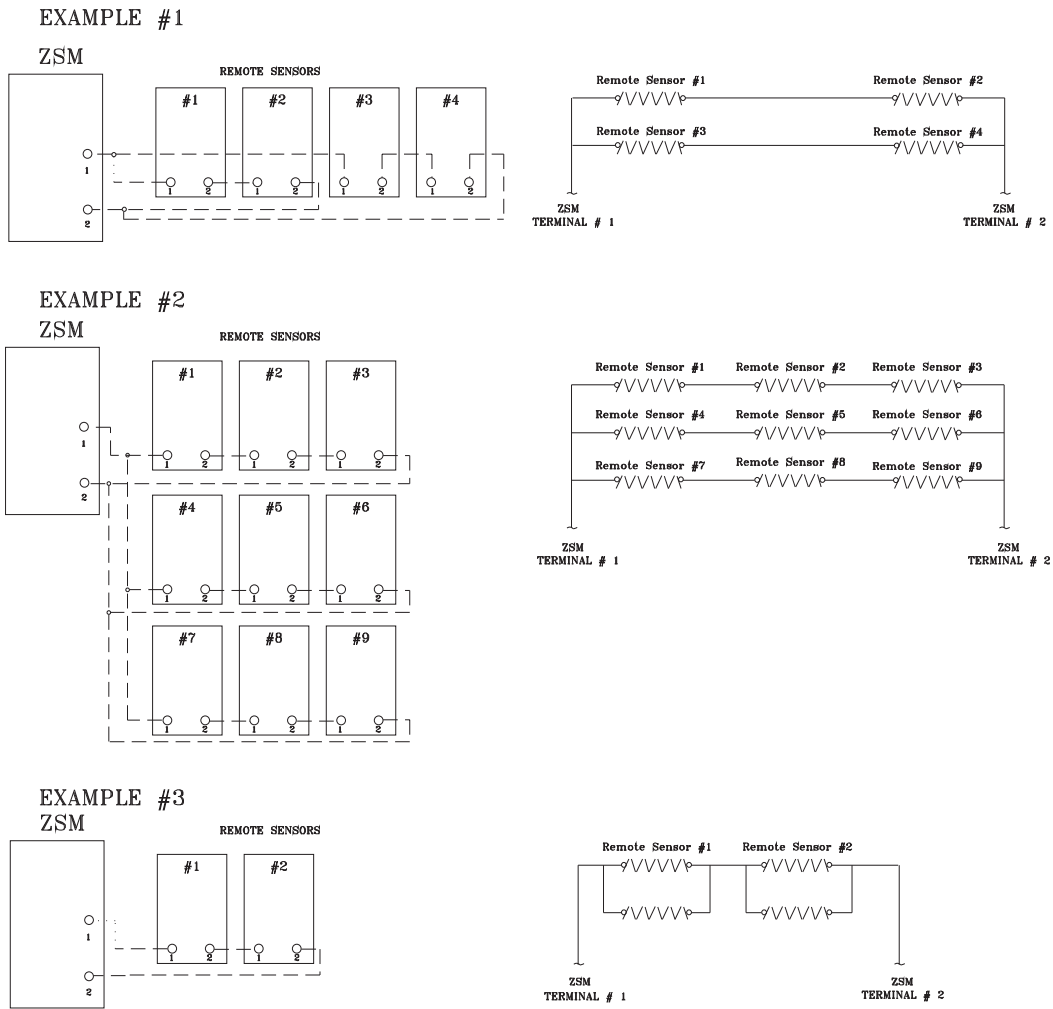 EXAMPLE #1
ZSM
REMOTE SENSORS
#1 #2 #3 #4
1
1 2 1 2 1 2 1 2
2
Remote Sensor #1 Remote Sensor #2
Remote Sensor #3 Remote Sensor #4
ZSM ZSM
TERMINAL # 1 TERMINAL # 2
EXAMPLE #2
ZSM
REMOTE SENSORS
#1 #2 #3
1
1 2 1 2 1 2
2
#4 #5 #6
1 2 1 2 1 2
#7 #8 #9
1 2 1 2 1 2
Remote Sensor #1 Remote Sensor #2 Remote Sensor #3
Remote Sensor #4 Remote Sensor #5 Remote Sensor #6
Remote Sensor #7 Remote Sensor #8 Remote Sensor #9
ZSM ZSM
TERMINAL # 1 TERMINAL # 2
EXAMPLE #3
ZSM
REMOTE SENSORS
#1 #2
1
1 2 1 2
2
Remote Sensor #1 Remote Sensor #2
ZSM ZSM
TERMINAL # 1 TERMINAL # 2